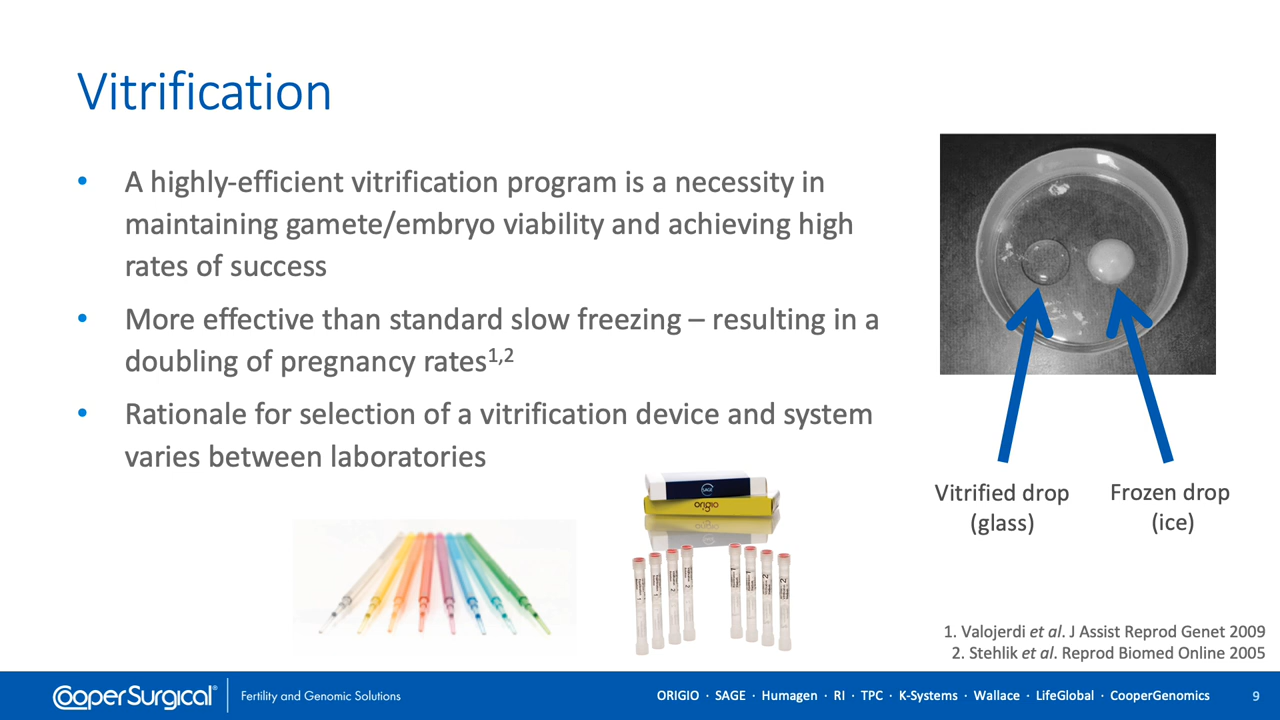 Vitrification
• A highly-efficient vitrification program is a necessity in
maintaining gamete/embryo viability and achieving high
rates of success
• More effective than standard slow freezing – resulting in a
doubling of pregnancy rates1,2
• Rationale for selection of a vitrification device and system
varies between laboratories
SAGE
origio
Vitrified drop
(glass)
Frozen drop
(ice)
1. Valojerdi et al. J Assist Reprod Genet 2009
2. Stehlik et al. Reprod Biomed Online 2005
CooperSurgical®
Fertility and Genomic Solutions
ORIGIO · SAGE · Humagen · RI · TPC · K-Systems · Wallace · LifeGlobal · CooperGenomics
9